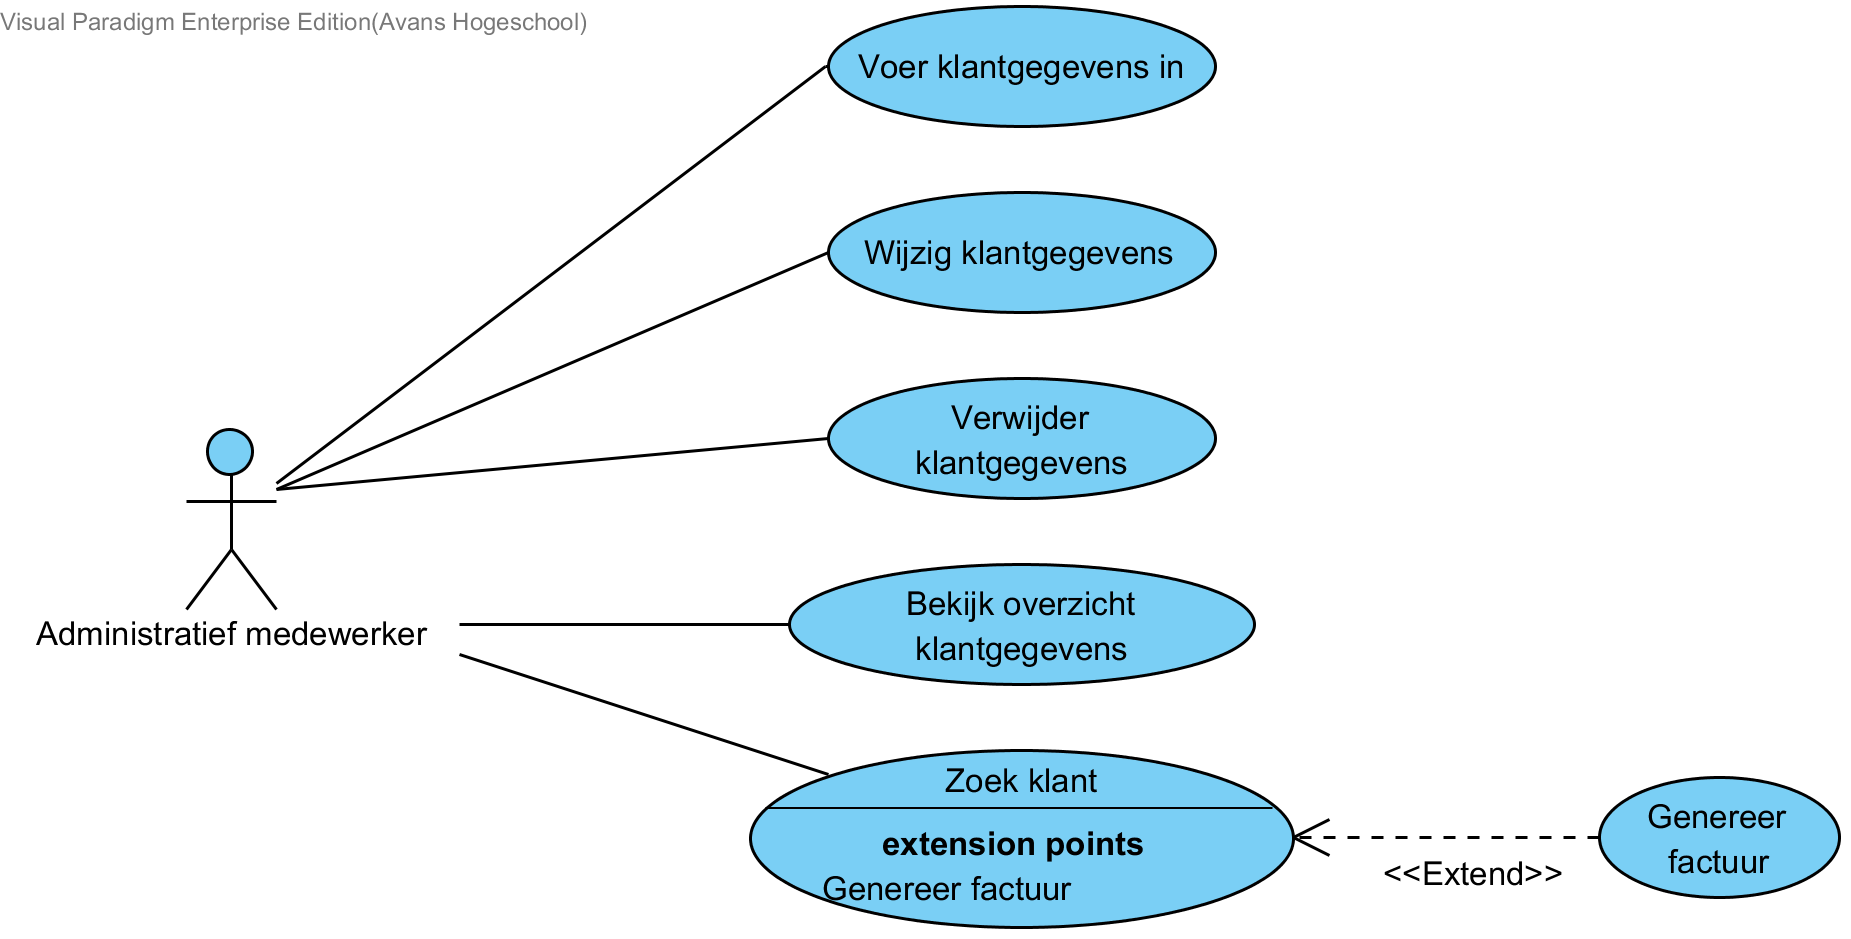 Visual Paradigm Enterprise Edition(Avans Hogeschool)
Voer klantgegevens in
Wijzig klantgegevens
Verwijder
klantgegevens
Administratief medewerker
Bekijk overzicht
klantgegevens
Zoek klant
extension points
Genereer factuur
<<Extend>>
Genereer
factuur